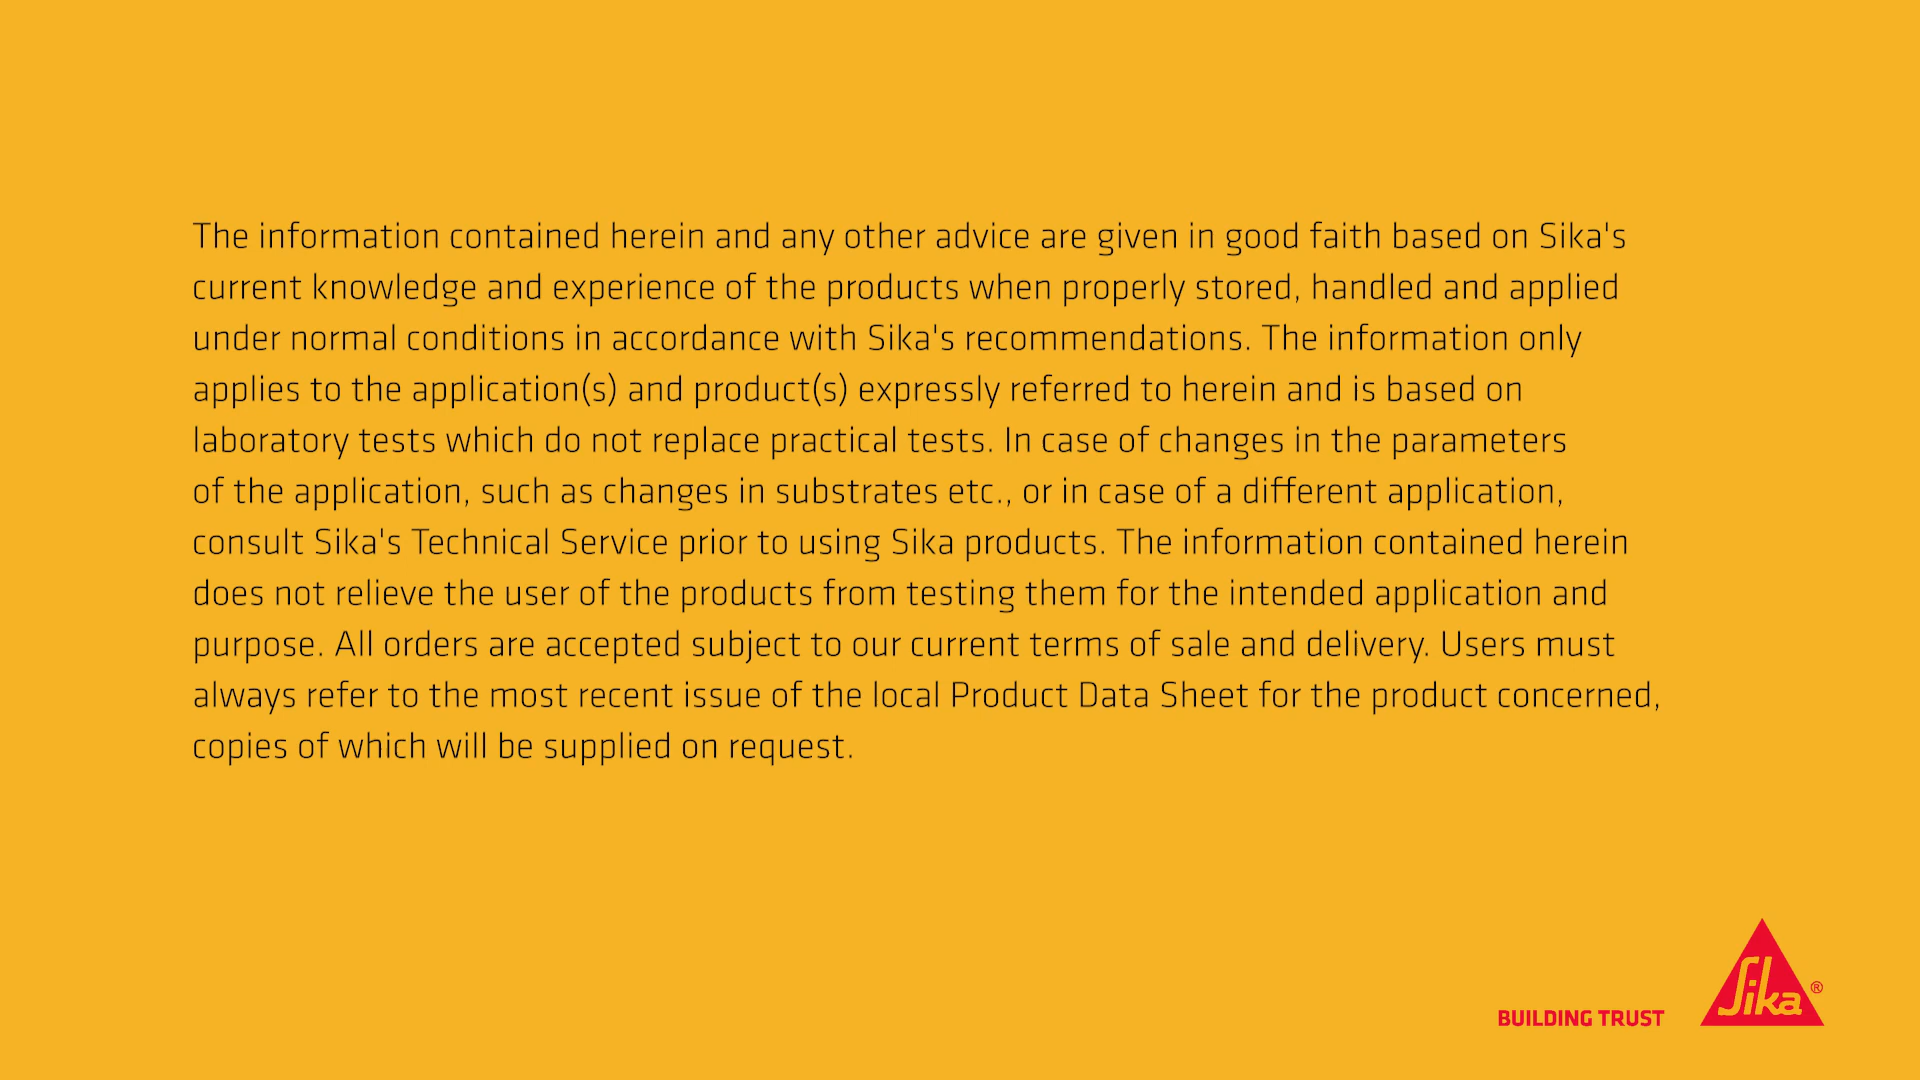 The information contained herein and any other advice are given in good faith based on Sika's
current knowledge and experience of the products when properly stored, handled and applied
under normal conditions in accordance with Sika's recommendations. The information only
applies to the application(s) and product(s) expressly referred to herein and is based on
laboratory tests which do not replace practical tests. In case of changes in the parameters
of the application, such as changes in substrates etc., or in case of a different application,
consult Sika's Technical Service prior to using Sika products. The information contained herein
does not relieve the user of the products from testing them for the intended application and
purpose. All orders are accepted subject to our current terms of sale and delivery. Users must
always refer to the most recent issue of the local Product Data Sheet for the product concerned,
copies of which will be supplied on request.
BUILDING TRUST
Sika®